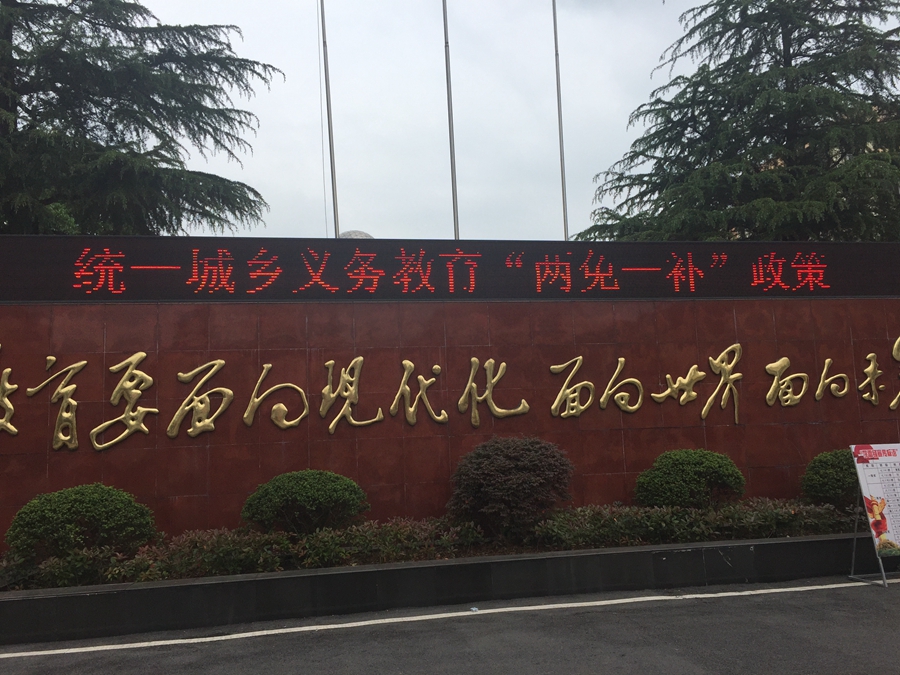 统一城乡义务教育“两免一补”政策
教育要面向现代化 面向世界 面向未